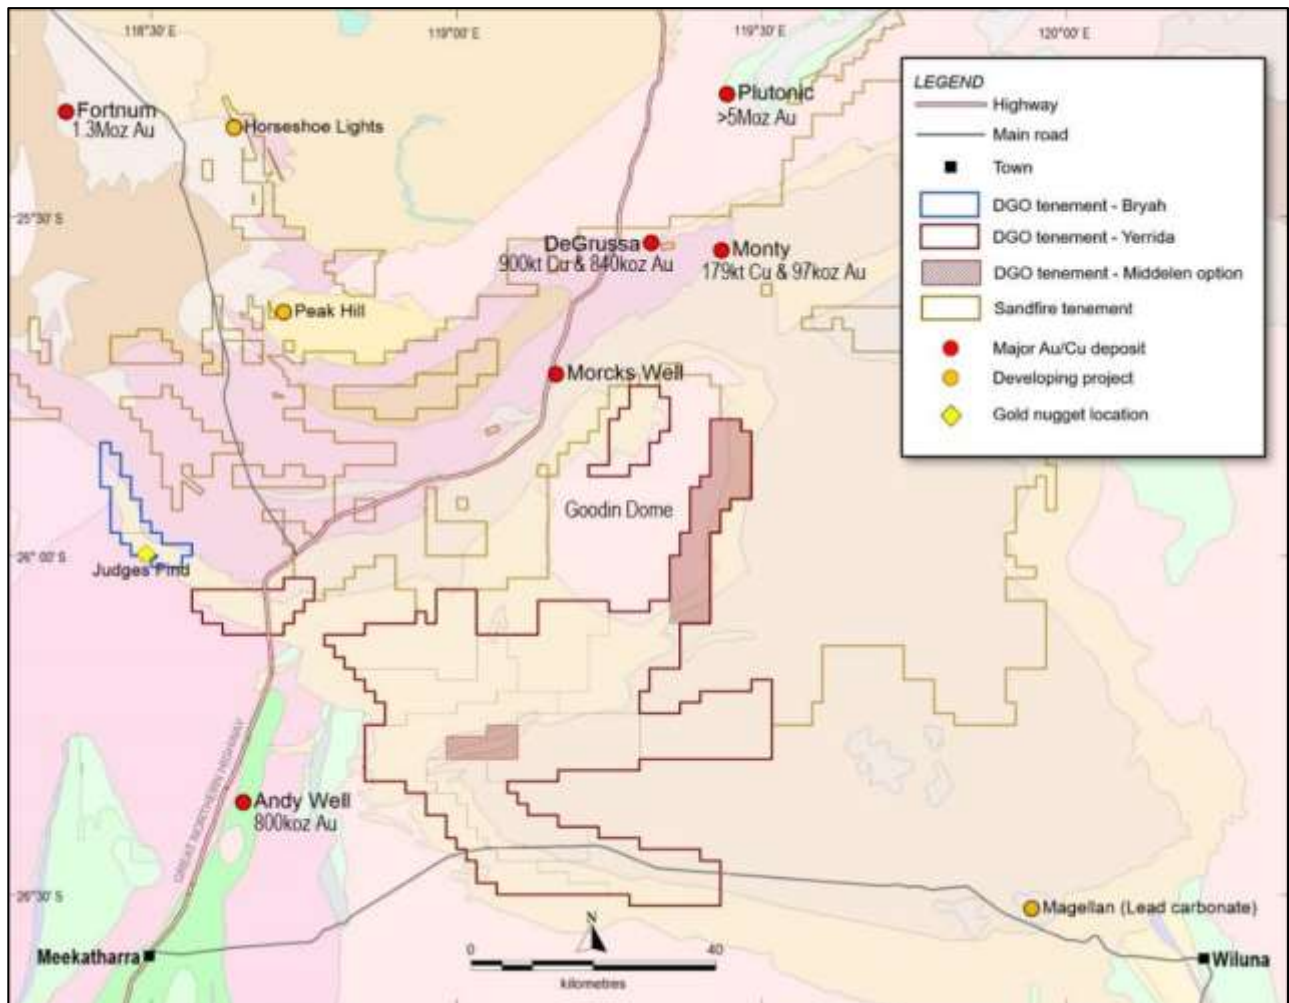 118°30' E
119°00' E
119°30' E
120°00' E
LEGEND
Highway
Main road
Town
DGO tenement - Bryah
DGO tenement - Yerrida
DGO tenement - Middelen option
Sandfire tenement
Major Au/Cu deposit
Developing project
Gold nugget location
Fortnum
1.3Moz Au
Horseshoe Lights
Plutonic
>5Moz Au
25°30' S
DeGrussa
900kt Cu & 840koz Au
Monty
179kt Cu & 97koz Au
Peak Hill
Morcks Well
Goodin Dome
26° 00' S
Judges Find
GREAT NORTHERN HIGHWAY
Andy Well
800koz Au
26°30' S
Magellan (Lead carbonate)
Meekatharra
Wiluna
N
0
40
kilometres